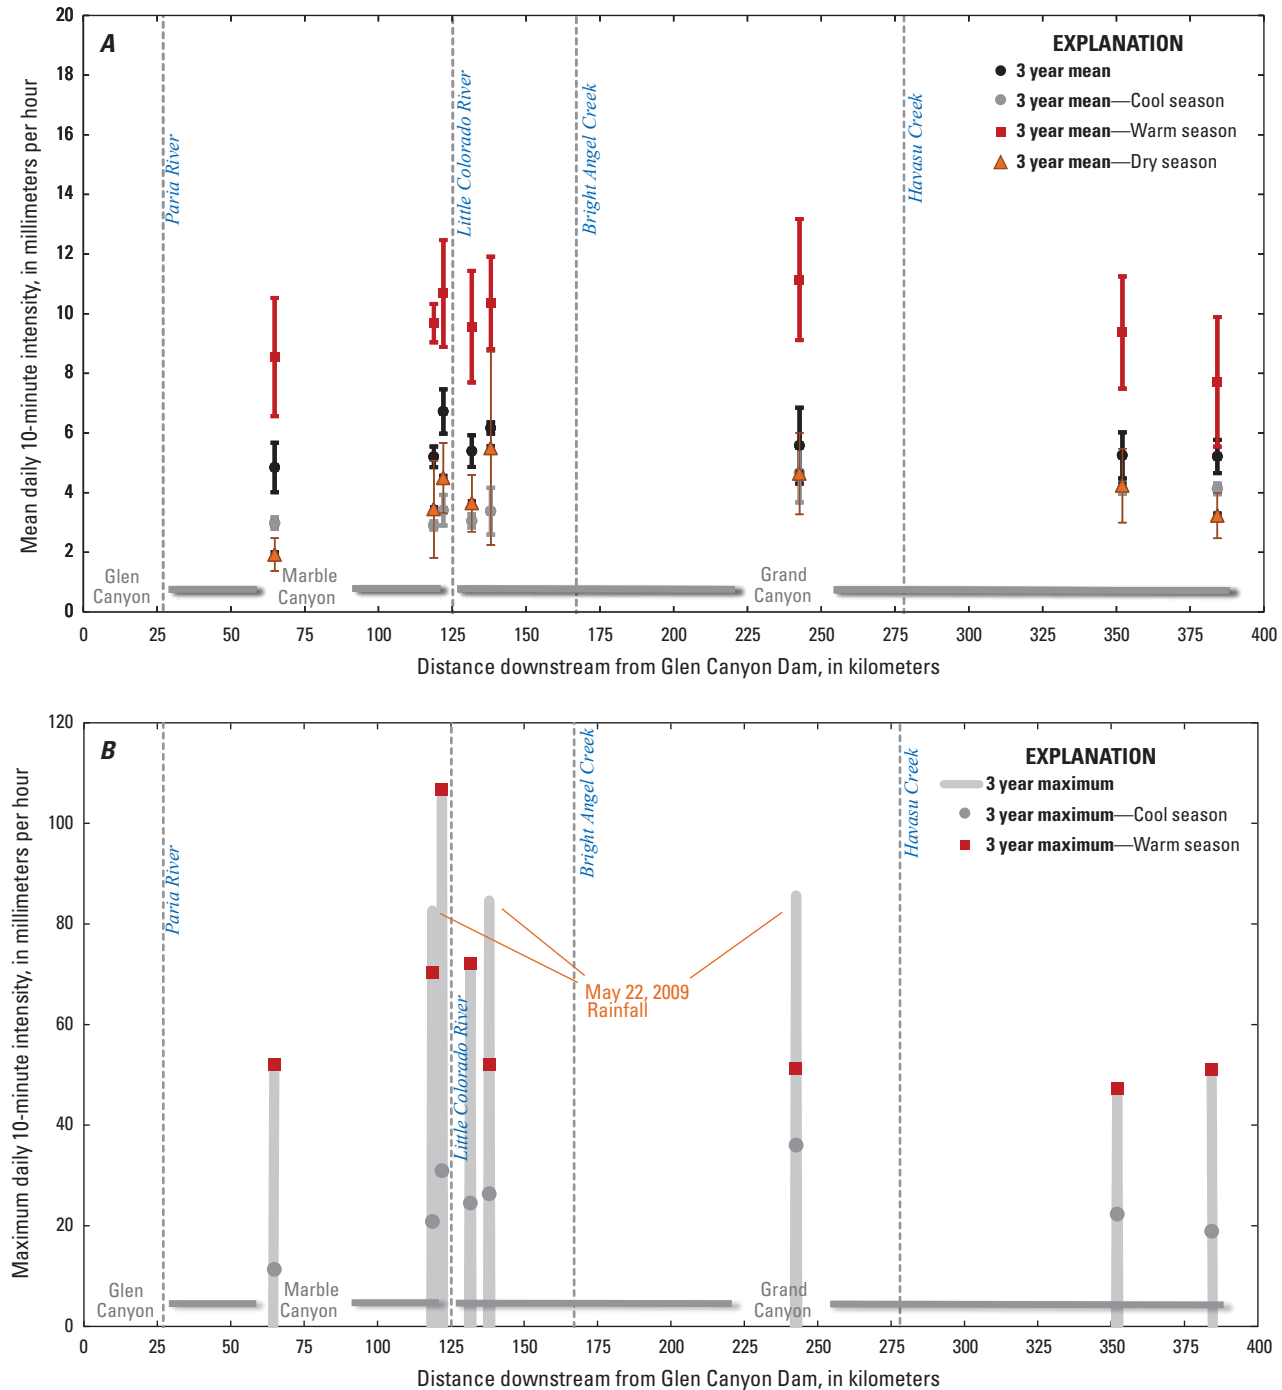 A
EXPLANATION
3 year mean
3 year mean—Cool season
3 year mean—Warm season
3 year mean—Dry season
Mean daily 10-minute intensity, in millimeters per hour
20
18
16
14
12
10
8
6
4
2
0
Paria River
Little Colorado River
Bright Angel Creek
Havasu Creek
Glen
Canyon
Marble
Canyon
Grand
Canyon
0 25 50 75 100 125 150 175 200 225 250 275 300 325 350 375 400
Distance downstream from Glen Canyon Dam, in kilometers
B
EXPLANATION
3 year maximum
3 year maximum—Cool season
3 year maximum—Warm season
Maximum daily 10-minute intensity, in millimeters per hour
120
100
80
60
40
20
0
Paria River
Little Colorado River
Bright Angel Creek
Havasu Creek
May 22, 2009
Rainfall
Glen
Canyon
Marble
Canyon
Grand
Canyon
0 25 50 75 100 125 150 175 200 225 250 275 300 325 350 375 400
Distance downstream from Glen Canyon Dam, in kilometers